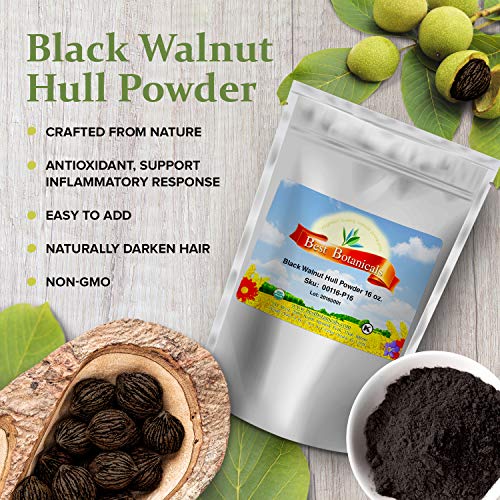 Black Walnut
Hull Powder
CRAFTED FROM NATURE
ANTIOXIDANT, SUPPORT
INFLAMMATORY RESPONSE
EASY TO ADD
NATURALLY DARKEN HAIR
NON-GMO
Best Botanicals
Black Walnut Hull Powder 16 oz.
Sku: 00116-P16
K